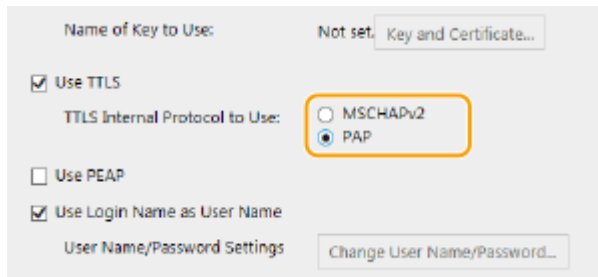 Name of Key to Use: Not set. Key and Certificate...
Use TTLS
TTLS Internal Protocol to Use: MSCHAPv2
PAP
Use PEAP
Use Login Name as User Name
User Name/Password Settings Change User Name/Password...